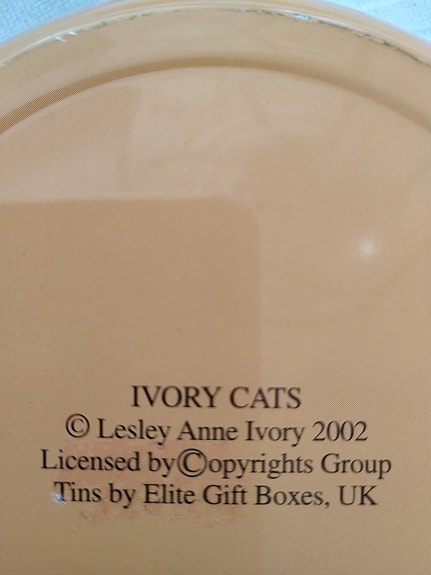 IVORY CATS
© Lesley Anne Ivory 2002
Licensed by©opyrights Group
Tins by Elite Gift Boxes, UK